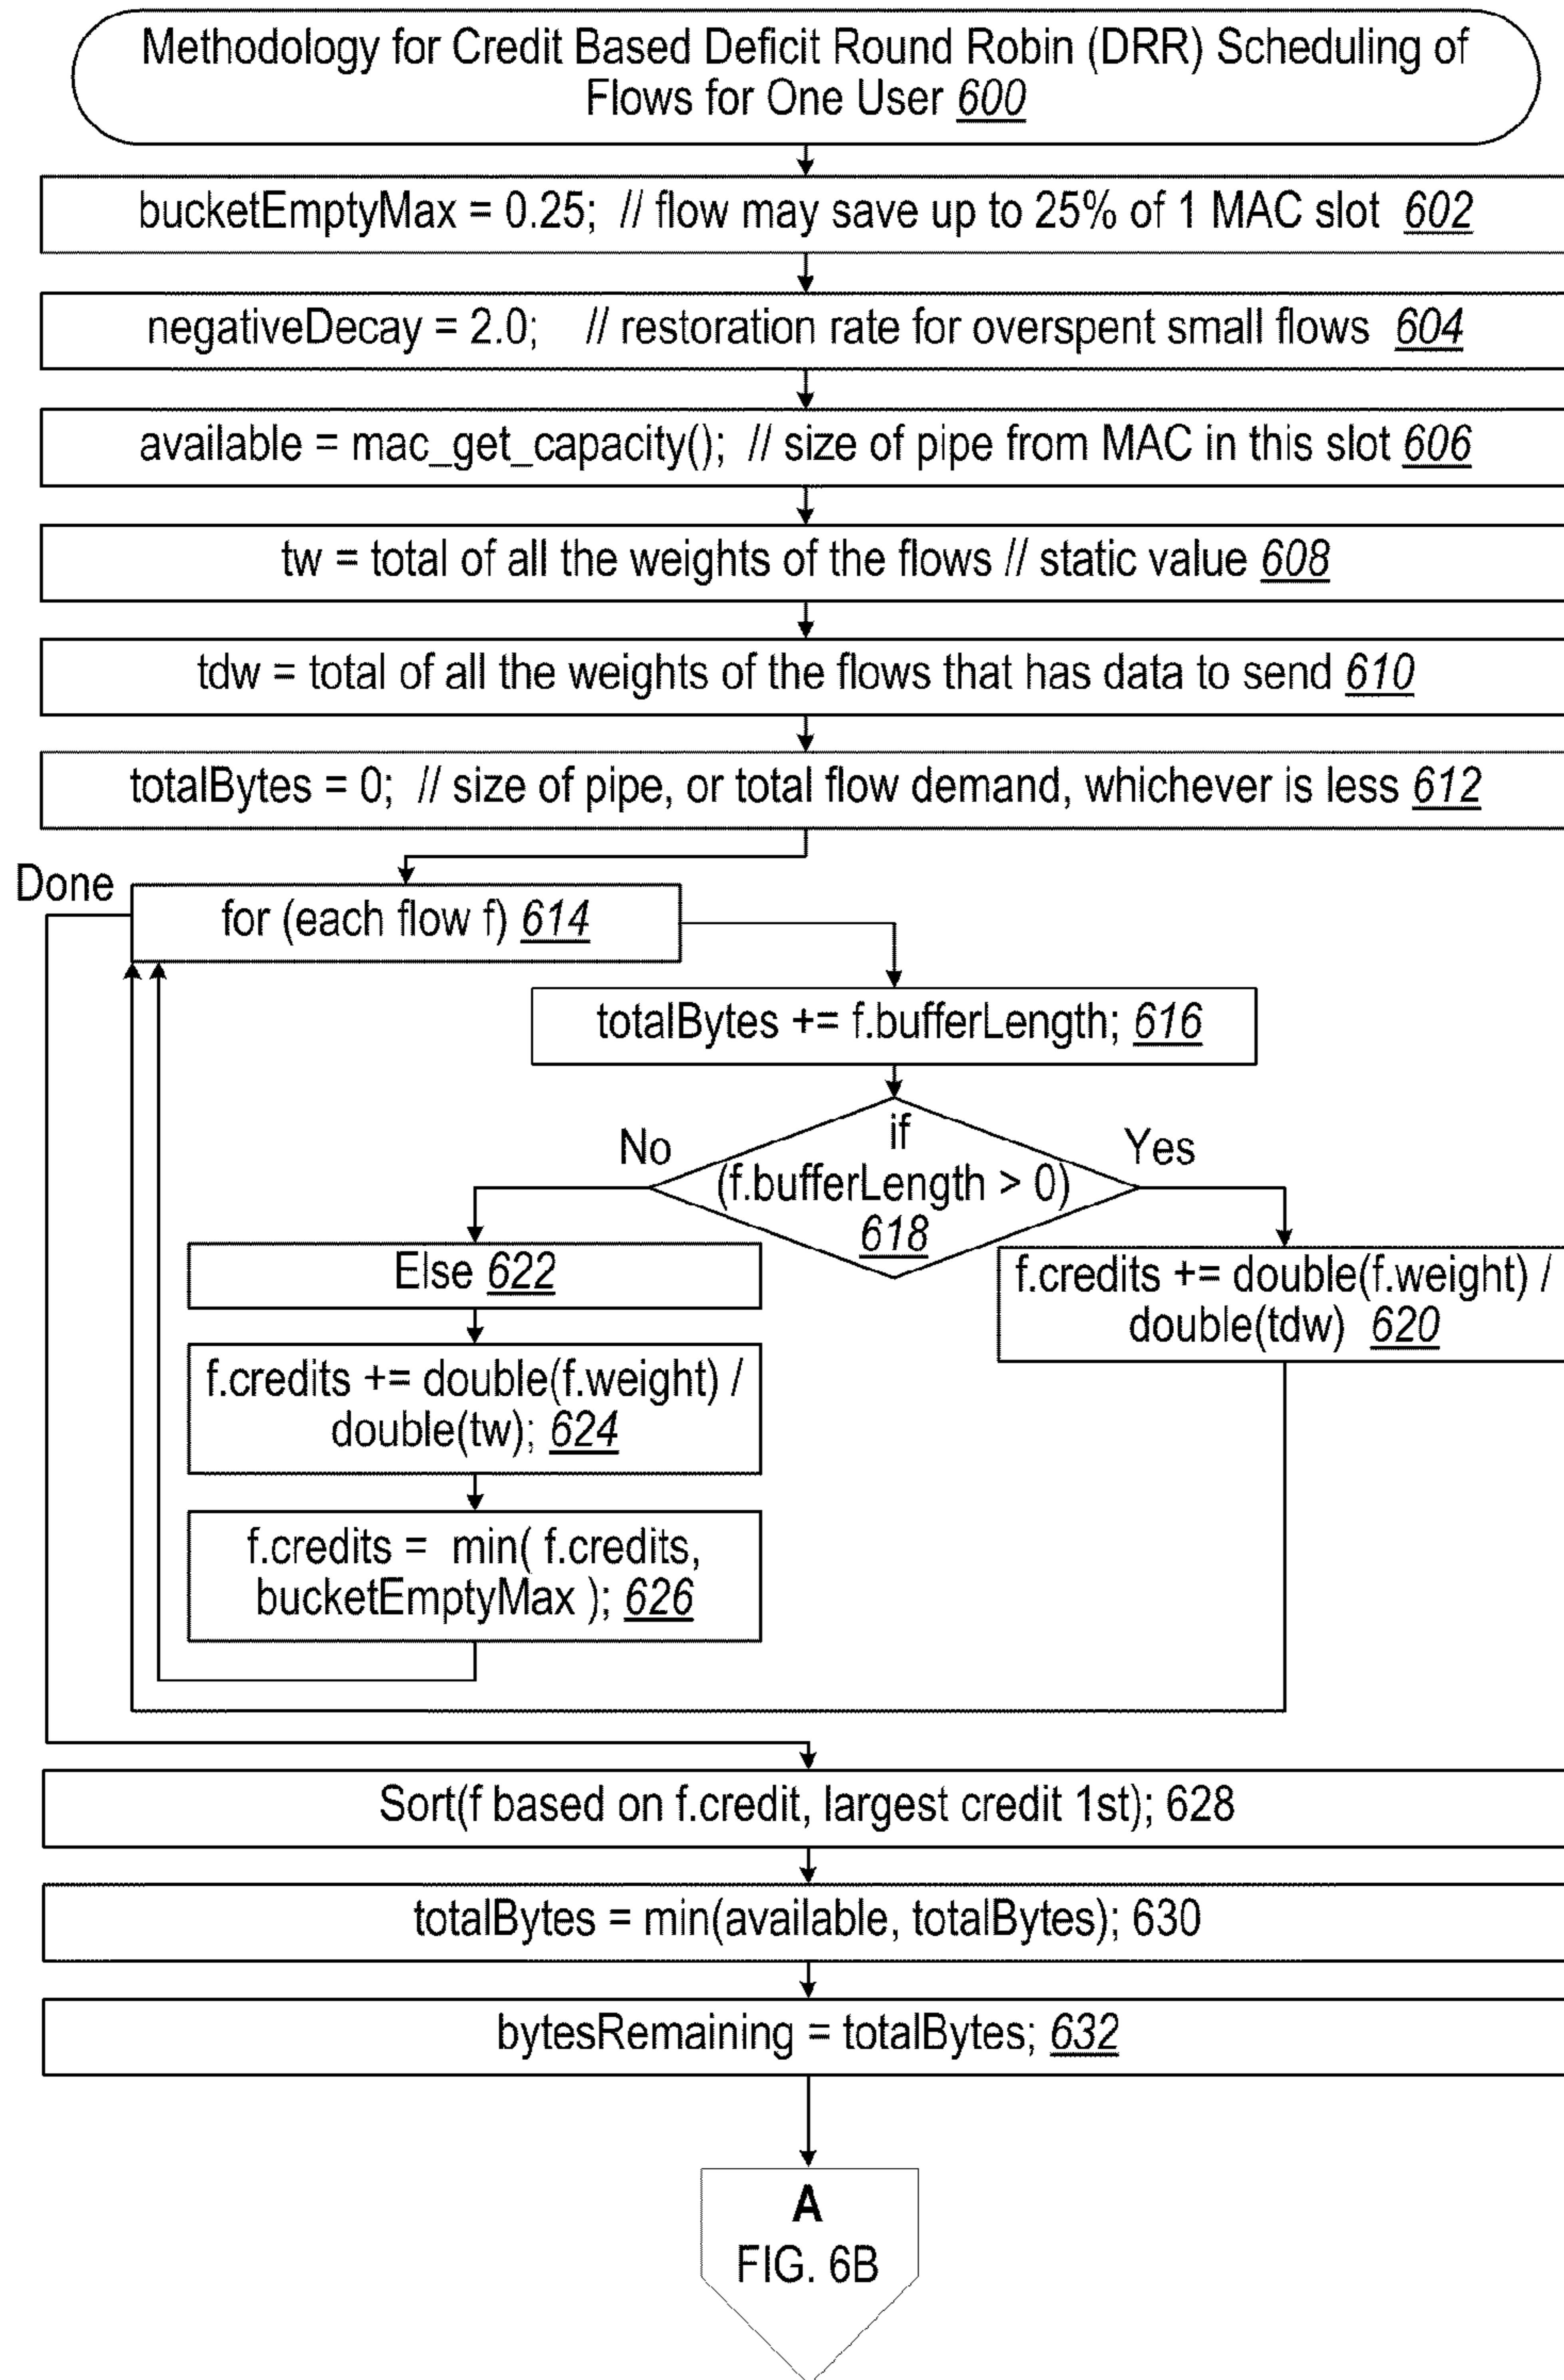 Methodology for Credit Based Deficit Round Robin (DRR) Scheduling of
Flows for One User 600
bucketEmptyMax = 0.25;  // flow may save up to 25% of 1 MAC slot 602
negativeDecay = 2.0;  // restoration rate for overspent small flows 604
available = mac_get_capacity();  // size of pipe from MAC in this slot 606
tw = total of all the weights of the flows // static value 608
tdw = total of all the weights of the flows that has data to send 610
totalBytes = 0;  // size of pipe, or total flow demand, whichever is less 612
Done
for (each flow f) 614
totalBytes += f.bufferLength; 616
No
if
(f.bufferLength > 0)
618
Yes
Else 622
f.credits += double(f.weight) /
double(tdw) 620
f.credits += double(f.weight) /
double(tw); 624
f.credits = min( f.credits,
bucketEmptyMax ); 626
Sort(f based on f.credit, largest credit 1st); 628
totalBytes = min(available, totalBytes); 630
bytesRemaining = totalBytes; 632
A
FIG. 6B